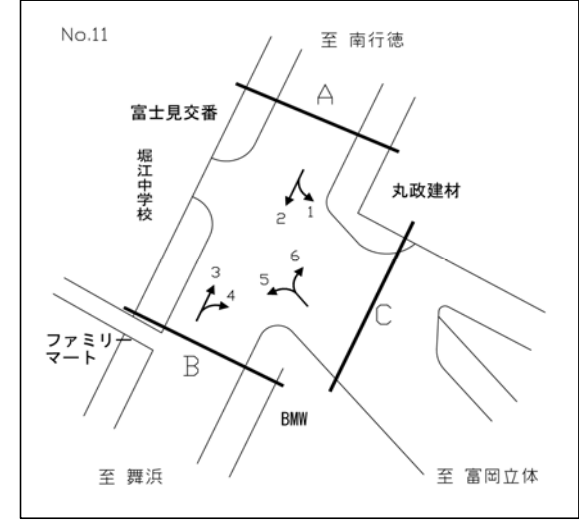 No.11
至 南行徳
A
富士見交番
堀江中学校
丸政建材
1
2
3
4
5
6
C
ファミリー
マート
B
BMW
至 舞浜
至 富岡立体